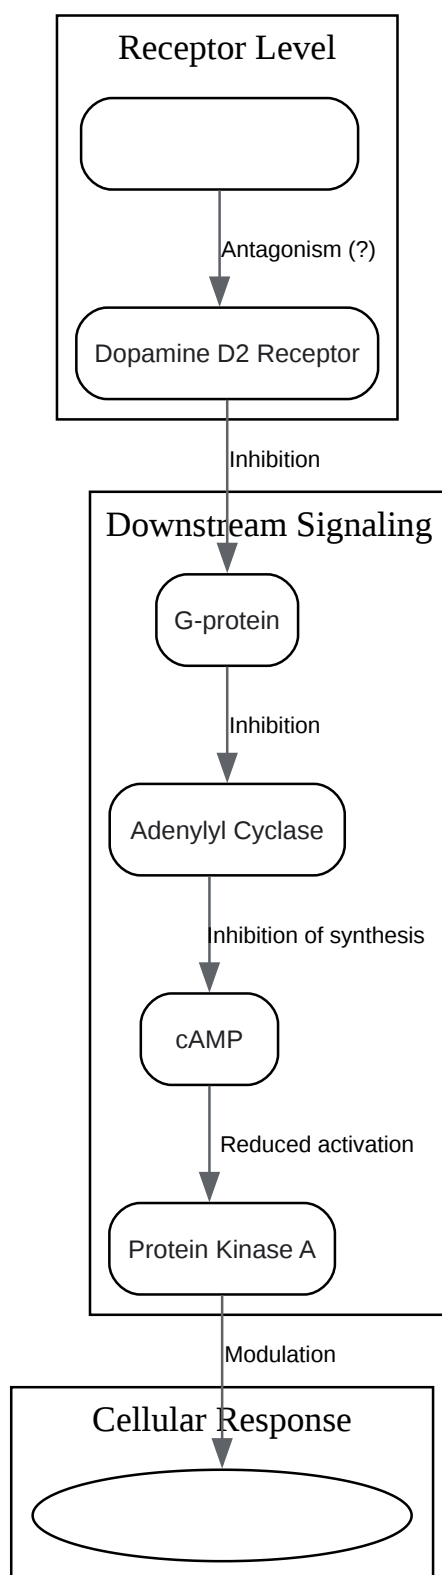 Receptor Level
Antagonism (?)
Dopamine D2 Receptor
Inhibition
Downstream Signaling
G-protein
Inhibition
Adenylyl Cyclase
Inhibition of synthesis
cAMP
Reduced activation
Protein Kinase A
Modulation
Cellular Response